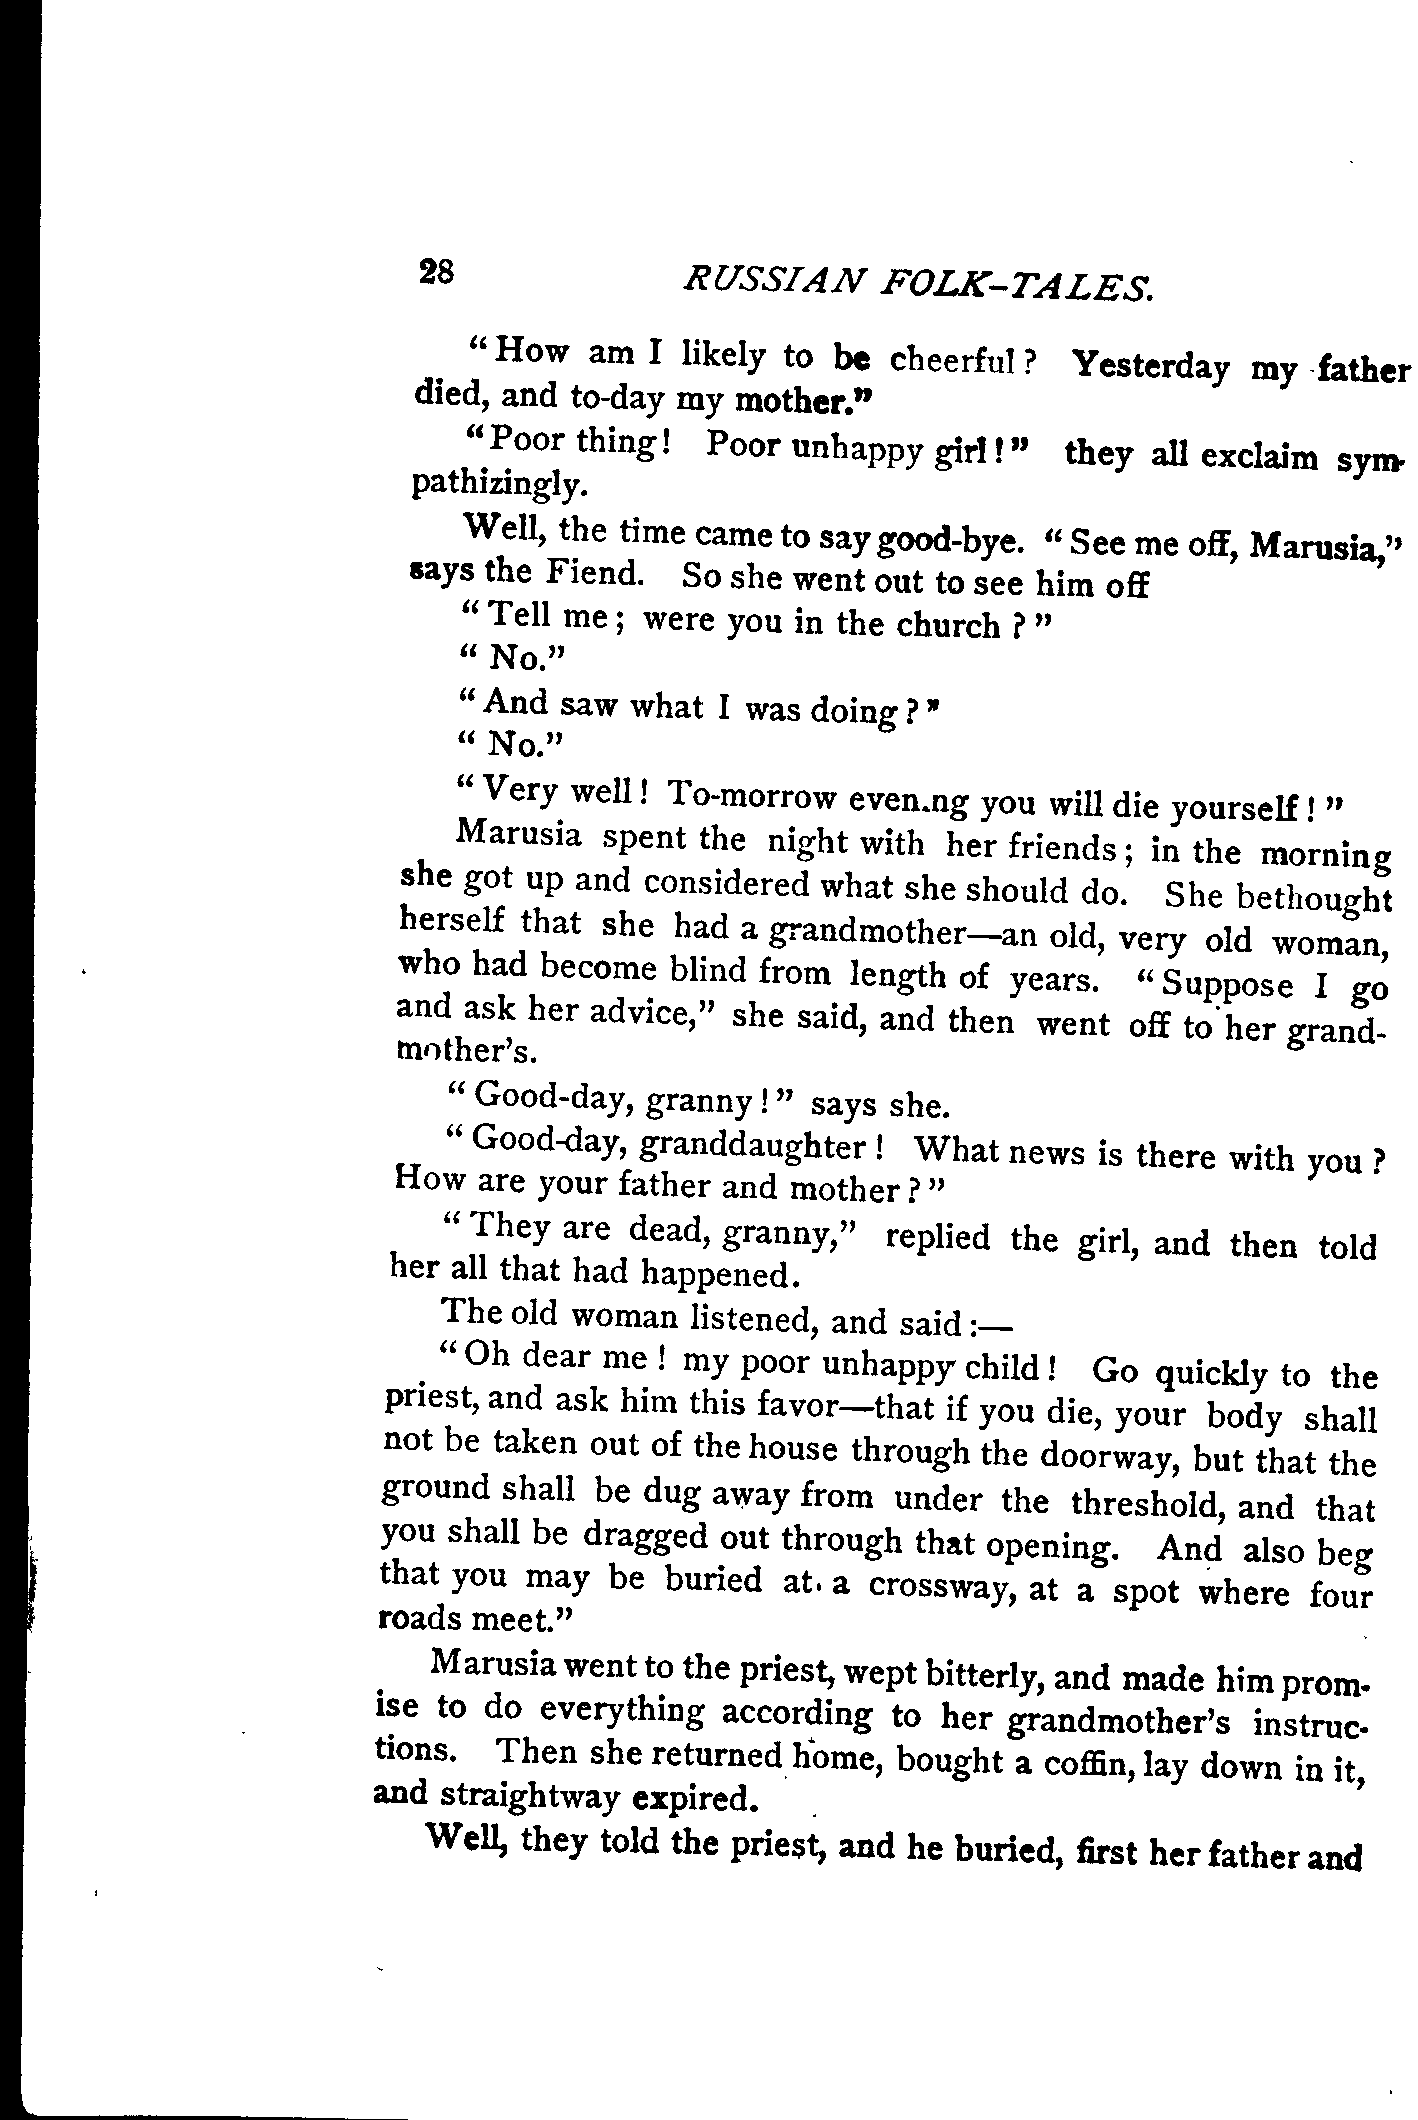 28 RUSSIAN FOLK-TALES.
"How am I likely to be cheerful? Yesterday my father
died, and to-day my mother."
"Poor thing! Poor unhappy girl!" they all exclaim sym-
pathizingly.
Well, the time came to say good-bye. "See me off, Marusia,"
says the Fiend. So she went out to see him off
"Tell me; were you in the church?"
"No."
"And saw what I was doing?"
"No."
"Very well! To-morrow even.ng you will die yourself!"
Marusia spent the night with her friends; in the morning
she got up and considered what she should do. She bethought
herself that she had a grandmother—an old, very old woman,
who had become blind from length of years. "Suppose I go
and ask her advice," she said, and then went off to her grand-
mother's.
"Good-day, granny!" says she.
"Good-day, granddaughter! What news is there with you?
How are your father and mother?"
"They are dead, granny," replied the girl, and then told
her all that had happened.
The old woman listened, and said:—
"Oh dear me! my poor unhappy child! Go quickly to the
priest, and ask him this favor—that if you die, your body shall
not be taken out of the house through the doorway, but that the
ground shall be dug away from under the threshold, and that
you shall be dragged out through that opening. And also beg
that you may be buried at a crossway, at a spot where four
roads meet."
Marusia went to the priest, wept bitterly, and made him prom-
ise to do everything according to her grandmother's instruc-
tions. Then she returned home, bought a coffin, lay down in it,
and straightway expired.
Well, they told the priest, and he buried, first her father and